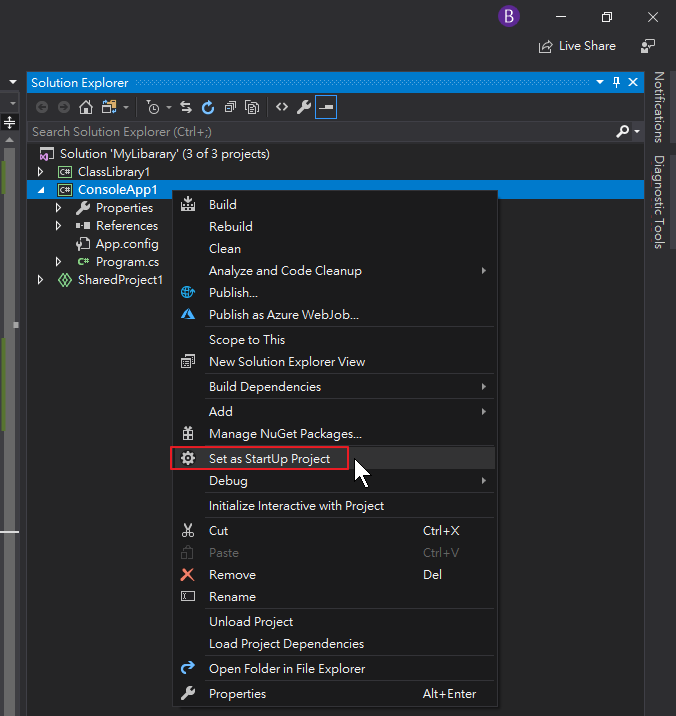 B
Live Share
Solution Explorer
Search Solution Explorer (Ctrl+;)
Solution 'MyLibarary' (3 of 3 projects)
C# ClassLibrary1
C# ConsoleApp1
Properties
References
App.config
C# Program.cs
SharedProject1
Build
Rebuild
Clean
Analyze and Code Cleanup
Publish...
Publish as Azure WebJob...
Scope to This
New Solution Explorer View
Build Dependencies
Add
Manage NuGet Packages...
Set as StartUp Project
Debug
Initialize Interactive with Project
Cut Ctrl+X
Paste Ctrl+V
Remove Del
Rename
Unload Project
Load Project Dependencies
Open Folder in File Explorer
Properties Alt+Enter
Notifications
Diagnostic Tools